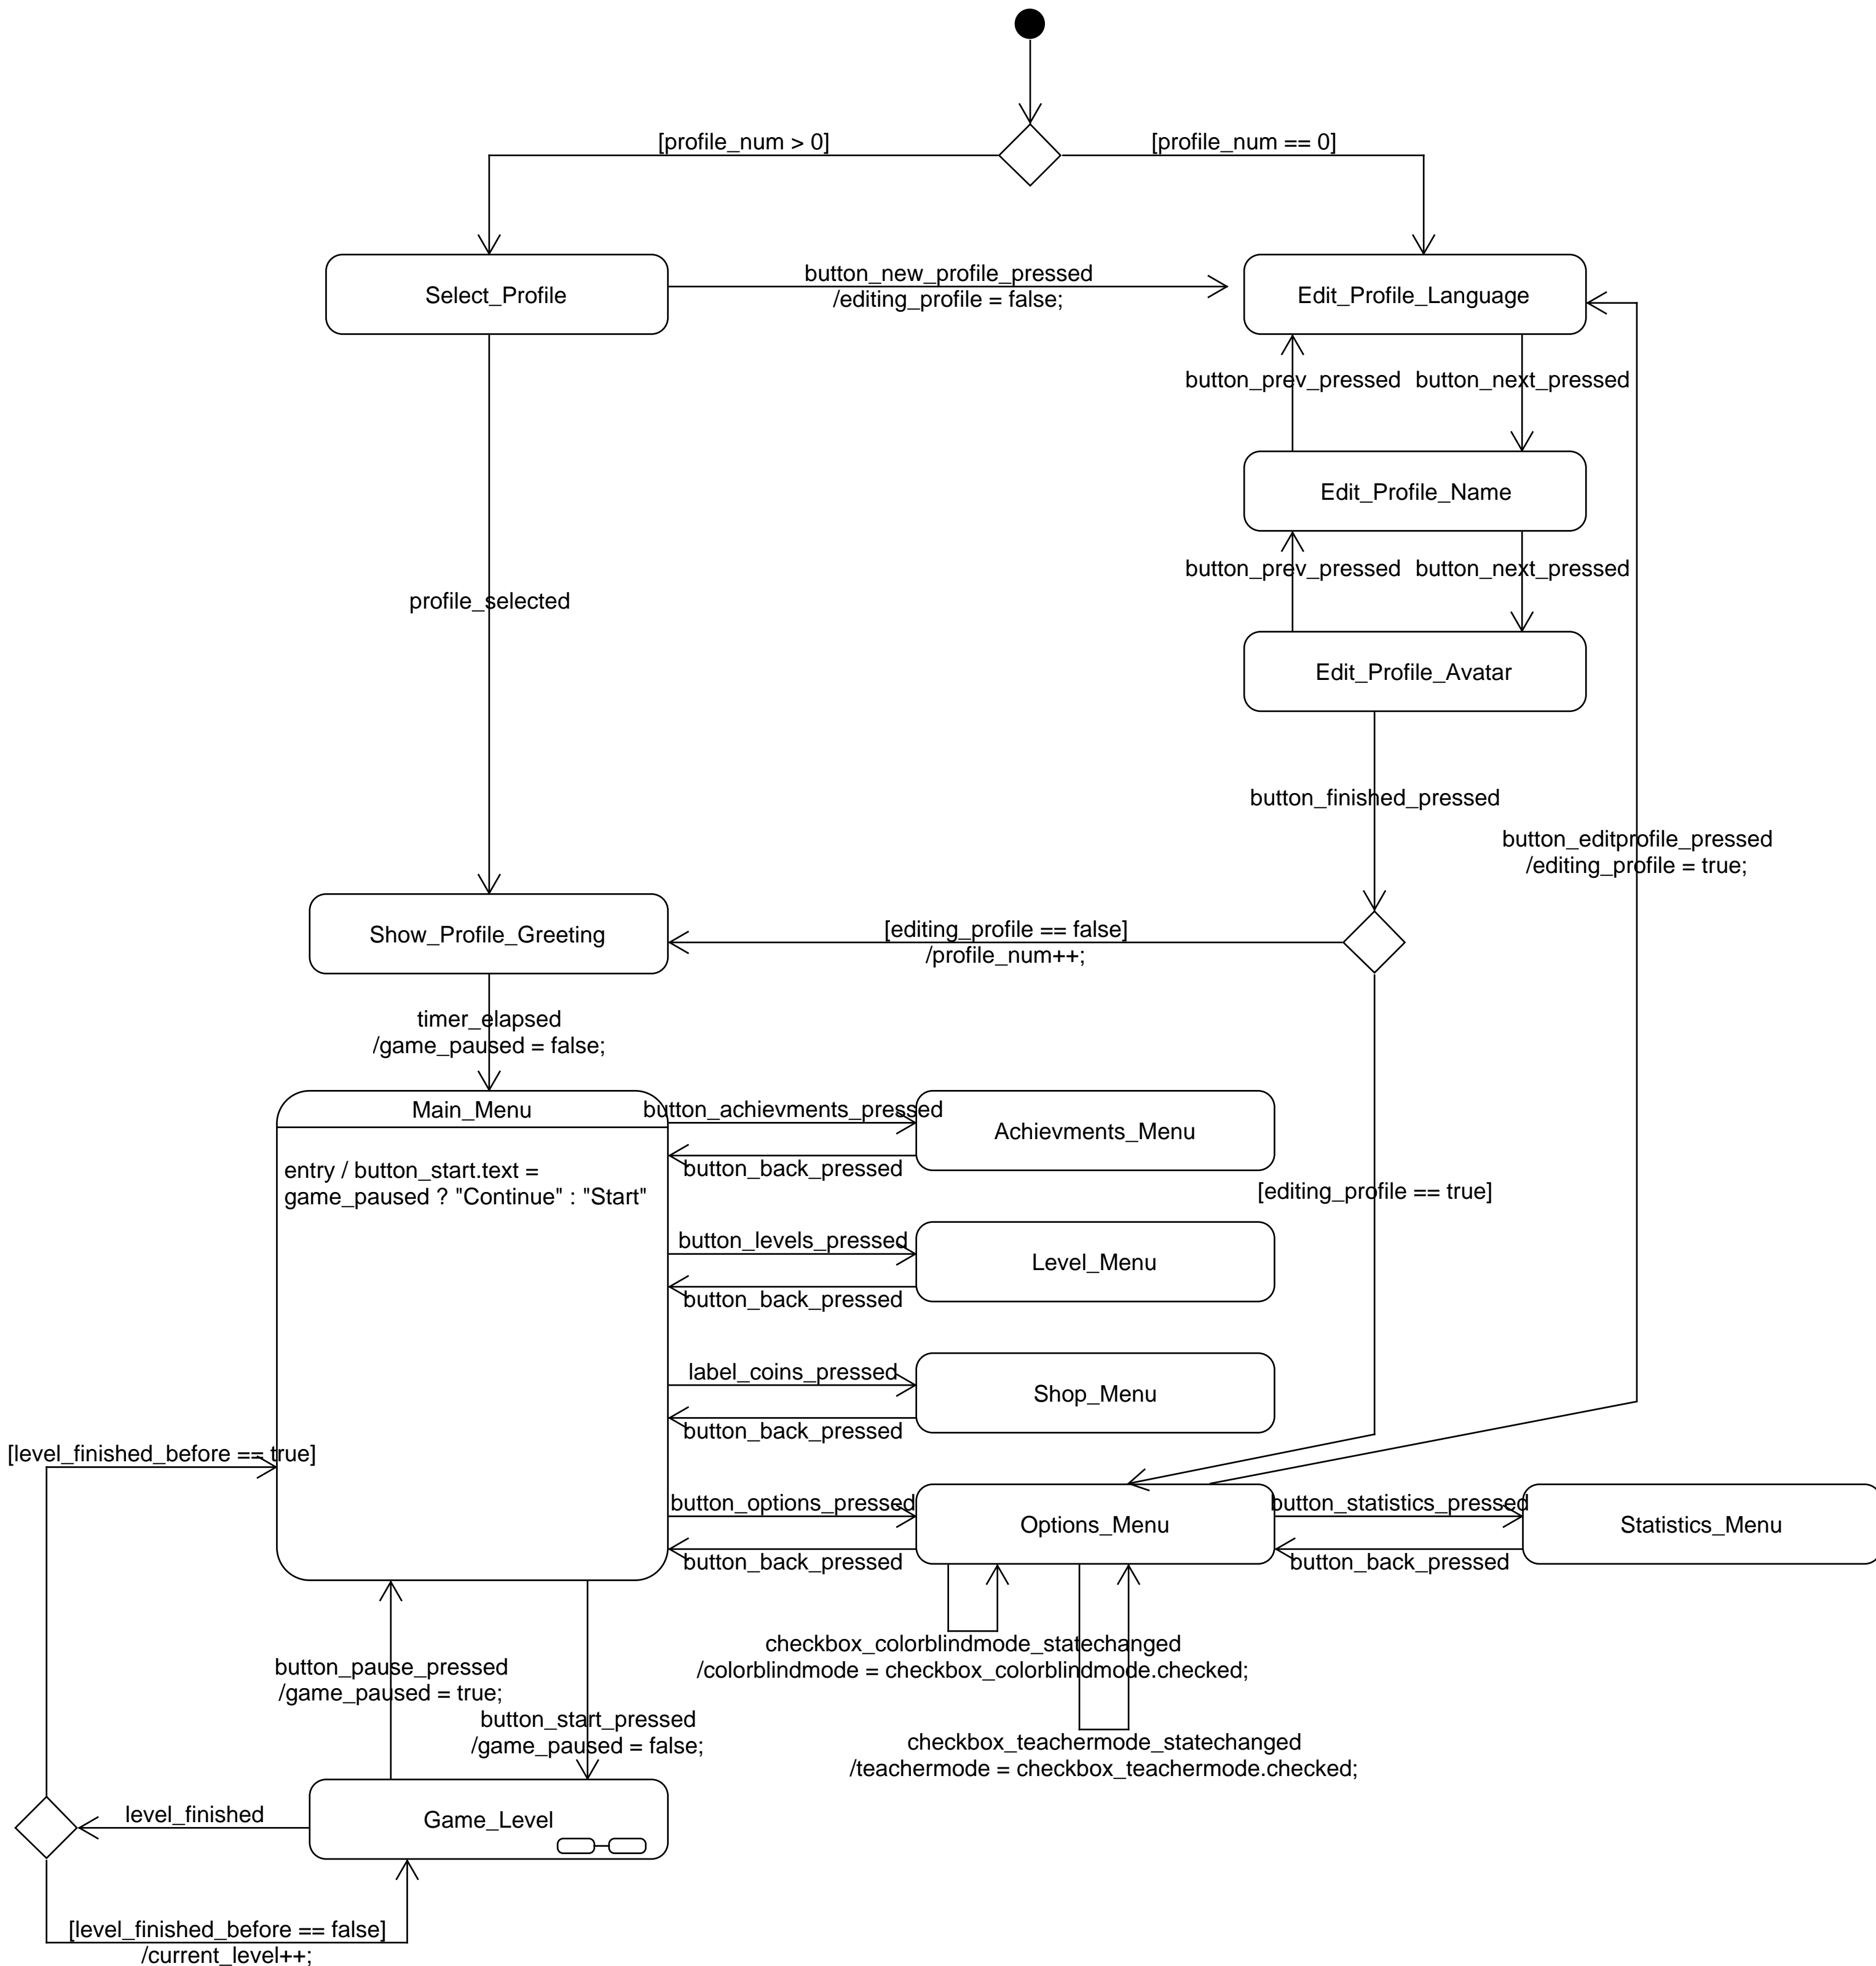 [profile_num > 0]
[profile_num == 0]
Select_Profile
button_new_profile_pressed
/editing_profile = false;
Edit_Profile_Language
button_prev_pressed
button_next_pressed
Edit_Profile_Name
button_prev_pressed
button_next_pressed
profile_selected
Edit_Profile_Avatar
button_finished_pressed
button_editprofile_pressed
/editing_profile = true;
Show_Profile_Greeting
[editing_profile == false]
/profile_num++;
timer_elapsed
/game_paused = false;
Main_Menu
entry / button_start.text =
game_paused ? "Continue" : "Start"
button_achievments_pressed
Achievments_Menu
button_back_pressed
[editing_profile == true]
button_levels_pressed
Level_Menu
button_back_pressed
label_coins_pressed
Shop_Menu
button_back_pressed
[level_finished_before == true]
button_options_pressed
Options_Menu
button_back_pressed
button_statistics_pressed
Statistics_Menu
button_back_pressed
checkbox_colorblindmode_statechanged
/colorblindmode = checkbox_colorblindmode.checked;
button_pause_pressed
/game_paused = true;
button_start_pressed
/game_paused = false;
checkbox_teachermode_statechanged
/teachermode = checkbox_teachermode.checked;
level_finished
Game_Level
[level_finished_before == false]
/current_level++;